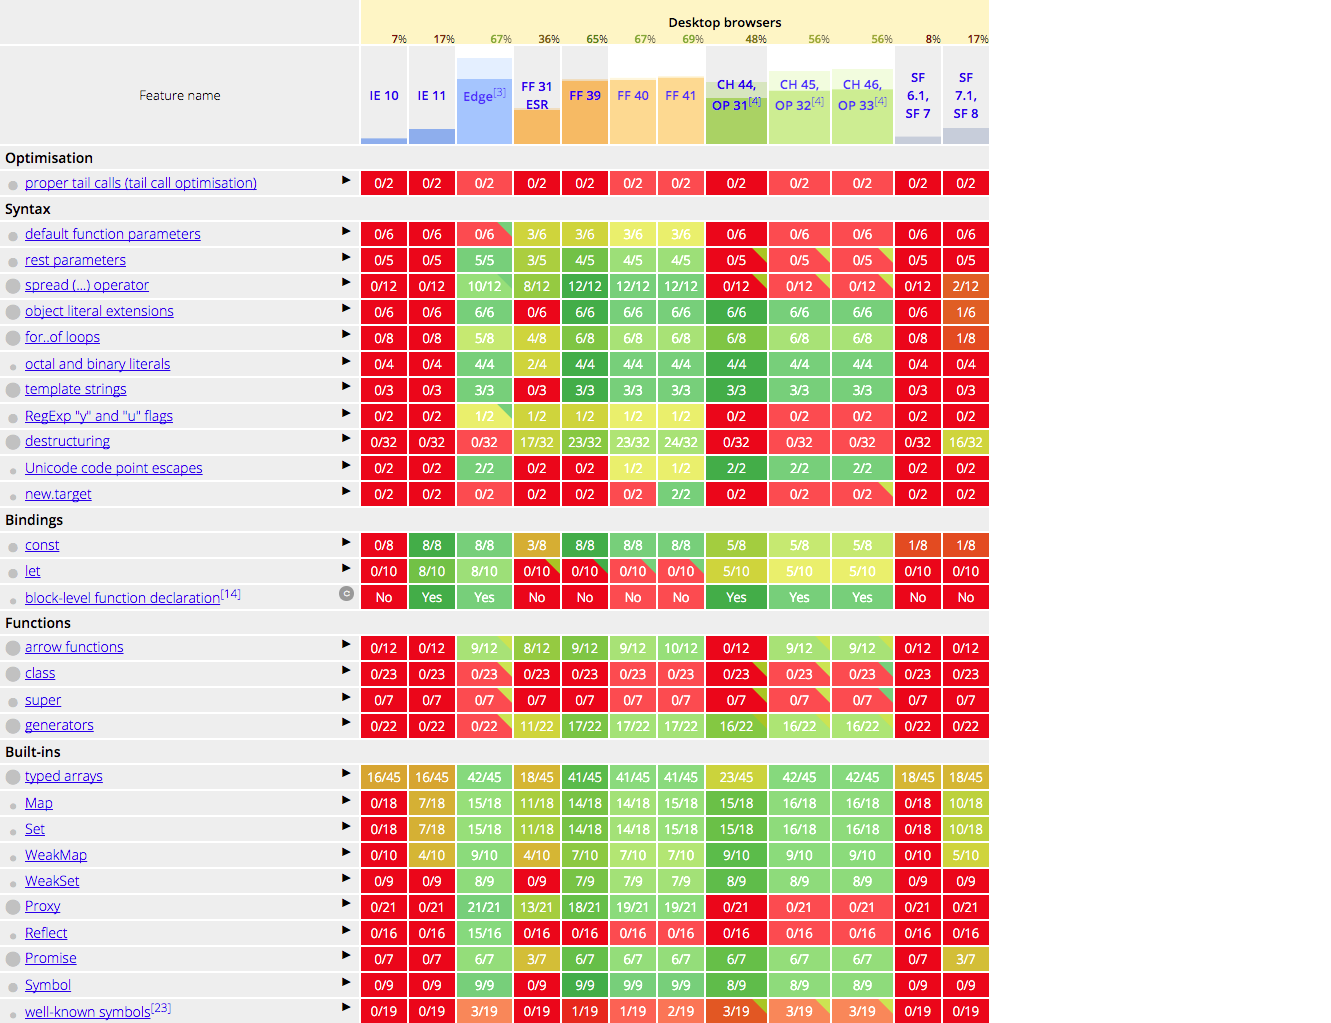 Desktop browsers
7% 17% 67% 36% 65% 67% 69% 48% 56% 56% 8% 17%
Feature name IE 10 IE 11 Edge[3] FF 31 ESR FF 39 FF 40 FF 41 CH 44, OP 31[4] CH 45, OP 32[4] CH 46, OP 33[4] SF 6.1, SF 7 SF 7.1, SF 8
Optimisation
proper tail calls (tail call optimisation) 0/2 0/2 0/2 0/2 0/2 0/2 0/2 0/2 0/2 0/2 0/2 0/2
Syntax
default function parameters 0/6 0/6 0/6 3/6 3/6 3/6 3/6 0/6 0/6 0/6 0/6 0/6
rest parameters 0/5 0/5 5/5 3/5 4/5 4/5 4/5 0/5 0/5 0/5 0/5 0/5
spread (...) operator 0/12 0/12 10/12 8/12 12/12 12/12 12/12 0/12 0/12 0/12 0/12 2/12
object literal extensions 0/6 0/6 6/6 0/6 6/6 6/6 6/6 6/6 6/6 6/6 0/6 1/6
for..of loops 0/8 0/8 5/8 4/8 6/8 6/8 6/8 6/8 6/8 6/8 0/8 1/8
octal and binary literals 0/4 0/4 4/4 2/4 4/4 4/4 4/4 4/4 4/4 4/4 0/4 0/4
template strings 0/3 0/3 3/3 0/3 3/3 3/3 3/3 3/3 3/3 3/3 0/3 0/3
RegExp "y" and "u" flags 0/2 0/2 1/2 1/2 1/2 1/2 1/2 0/2 0/2 0/2 0/2 0/2
destructuring 0/32 0/32 0/32 17/32 23/32 23/32 24/32 0/32 0/32 0/32 0/32 16/32
Unicode code point escapes 0/2 0/2 2/2 0/2 0/2 1/2 1/2 2/2 2/2 2/2 0/2 0/2
new.target 0/2 0/2 0/2 0/2 0/2 0/2 2/2 0/2 0/2 0/2 0/2 0/2
Bindings
const 0/8 8/8 8/8 3/8 8/8 8/8 8/8 5/8 5/8 5/8 1/8 1/8
let 0/10 8/10 8/10 0/10 0/10 0/10 0/10 5/10 5/10 5/10 0/10 0/10
block-level function declaration[14] c No Yes Yes No No No No Yes Yes Yes No No
Functions
arrow functions 0/12 0/12 9/12 8/12 9/12 9/12 10/12 0/12 9/12 9/12 0/12 0/12
class 0/23 0/23 0/23 0/23 0/23 0/23 0/23 0/23 0/23 0/23 0/23 0/23
super 0/7 0/7 0/7 0/7 0/7 0/7 0/7 0/7 0/7 0/7 0/7 0/7
generators 0/22 0/22 0/22 11/22 17/22 17/22 17/22 16/22 16/22 16/22 0/22 0/22
Built-ins
typed arrays 16/45 16/45 42/45 18/45 41/45 41/45 41/45 23/45 42/45 42/45 18/45 18/45
Map 0/18 7/18 15/18 11/18 14/18 14/18 15/18 15/18 16/18 16/18 0/18 10/18
Set 0/18 7/18 15/18 11/18 14/18 14/18 15/18 15/18 16/18 16/18 0/18 10/18
WeakMap 0/10 4/10 9/10 4/10 7/10 7/10 7/10 9/10 9/10 9/10 0/10 5/10
WeakSet 0/9 0/9 8/9 0/9 7/9 7/9 7/9 8/9 8/9 8/9 0/9 0/9
Proxy 0/21 0/21 21/21 13/21 18/21 19/21 19/21 0/21 0/21 0/21 0/21 0/21
Reflect 0/16 0/16 15/16 0/16 0/16 0/16 0/16 0/16 0/16 0/16 0/16 0/16
Promise 0/7 0/7 6/7 3/7 6/7 6/7 6/7 6/7 6/7 6/7 0/7 3/7
Symbol 0/9 0/9 9/9 0/9 9/9 9/9 9/9 8/9 8/9 8/9 0/9 0/9
well-known symbols[23] 0/19 0/19 3/19 0/19 1/19 1/19 2/19 3/19 3/19 3/19 0/19 0/19